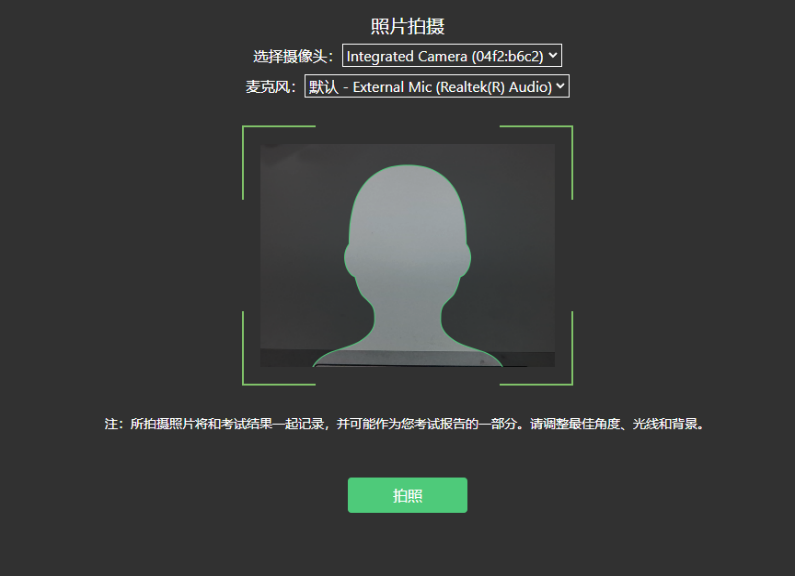 照片拍摄
选择摄像头: Integrated Camera (04f2:b6c2)
麦克风: 默认 - External Mic (Realtek(R) Audio)
注：所拍摄照片将和考试结果一起记录，并可能作为您考试报告的一部分。请调整最佳角度、光线和背景。
拍照